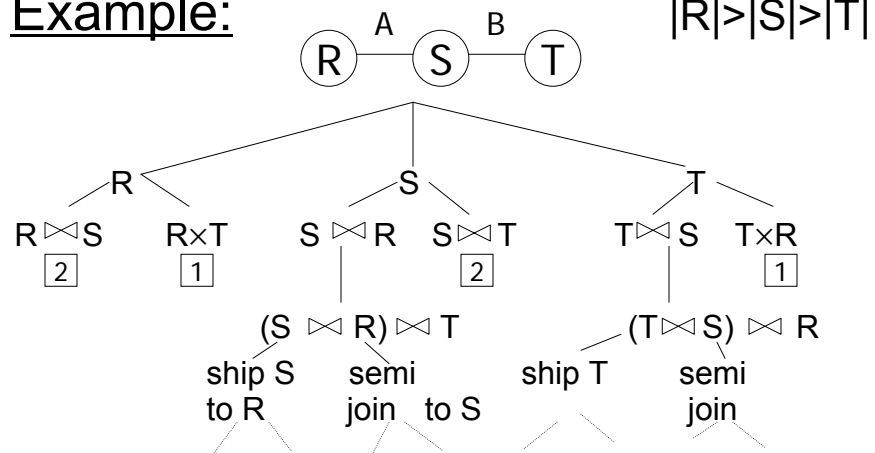 Example: |R|>|S|>|T|
A B
R S T
R S T
R⋈S R×T S⋈R S⋈T T⋈S T×R
2 1 2 1
(S ⋈ R) ⋈ T (T⋈S) ⋈ R
ship S semi ship T semi
to R join to S join